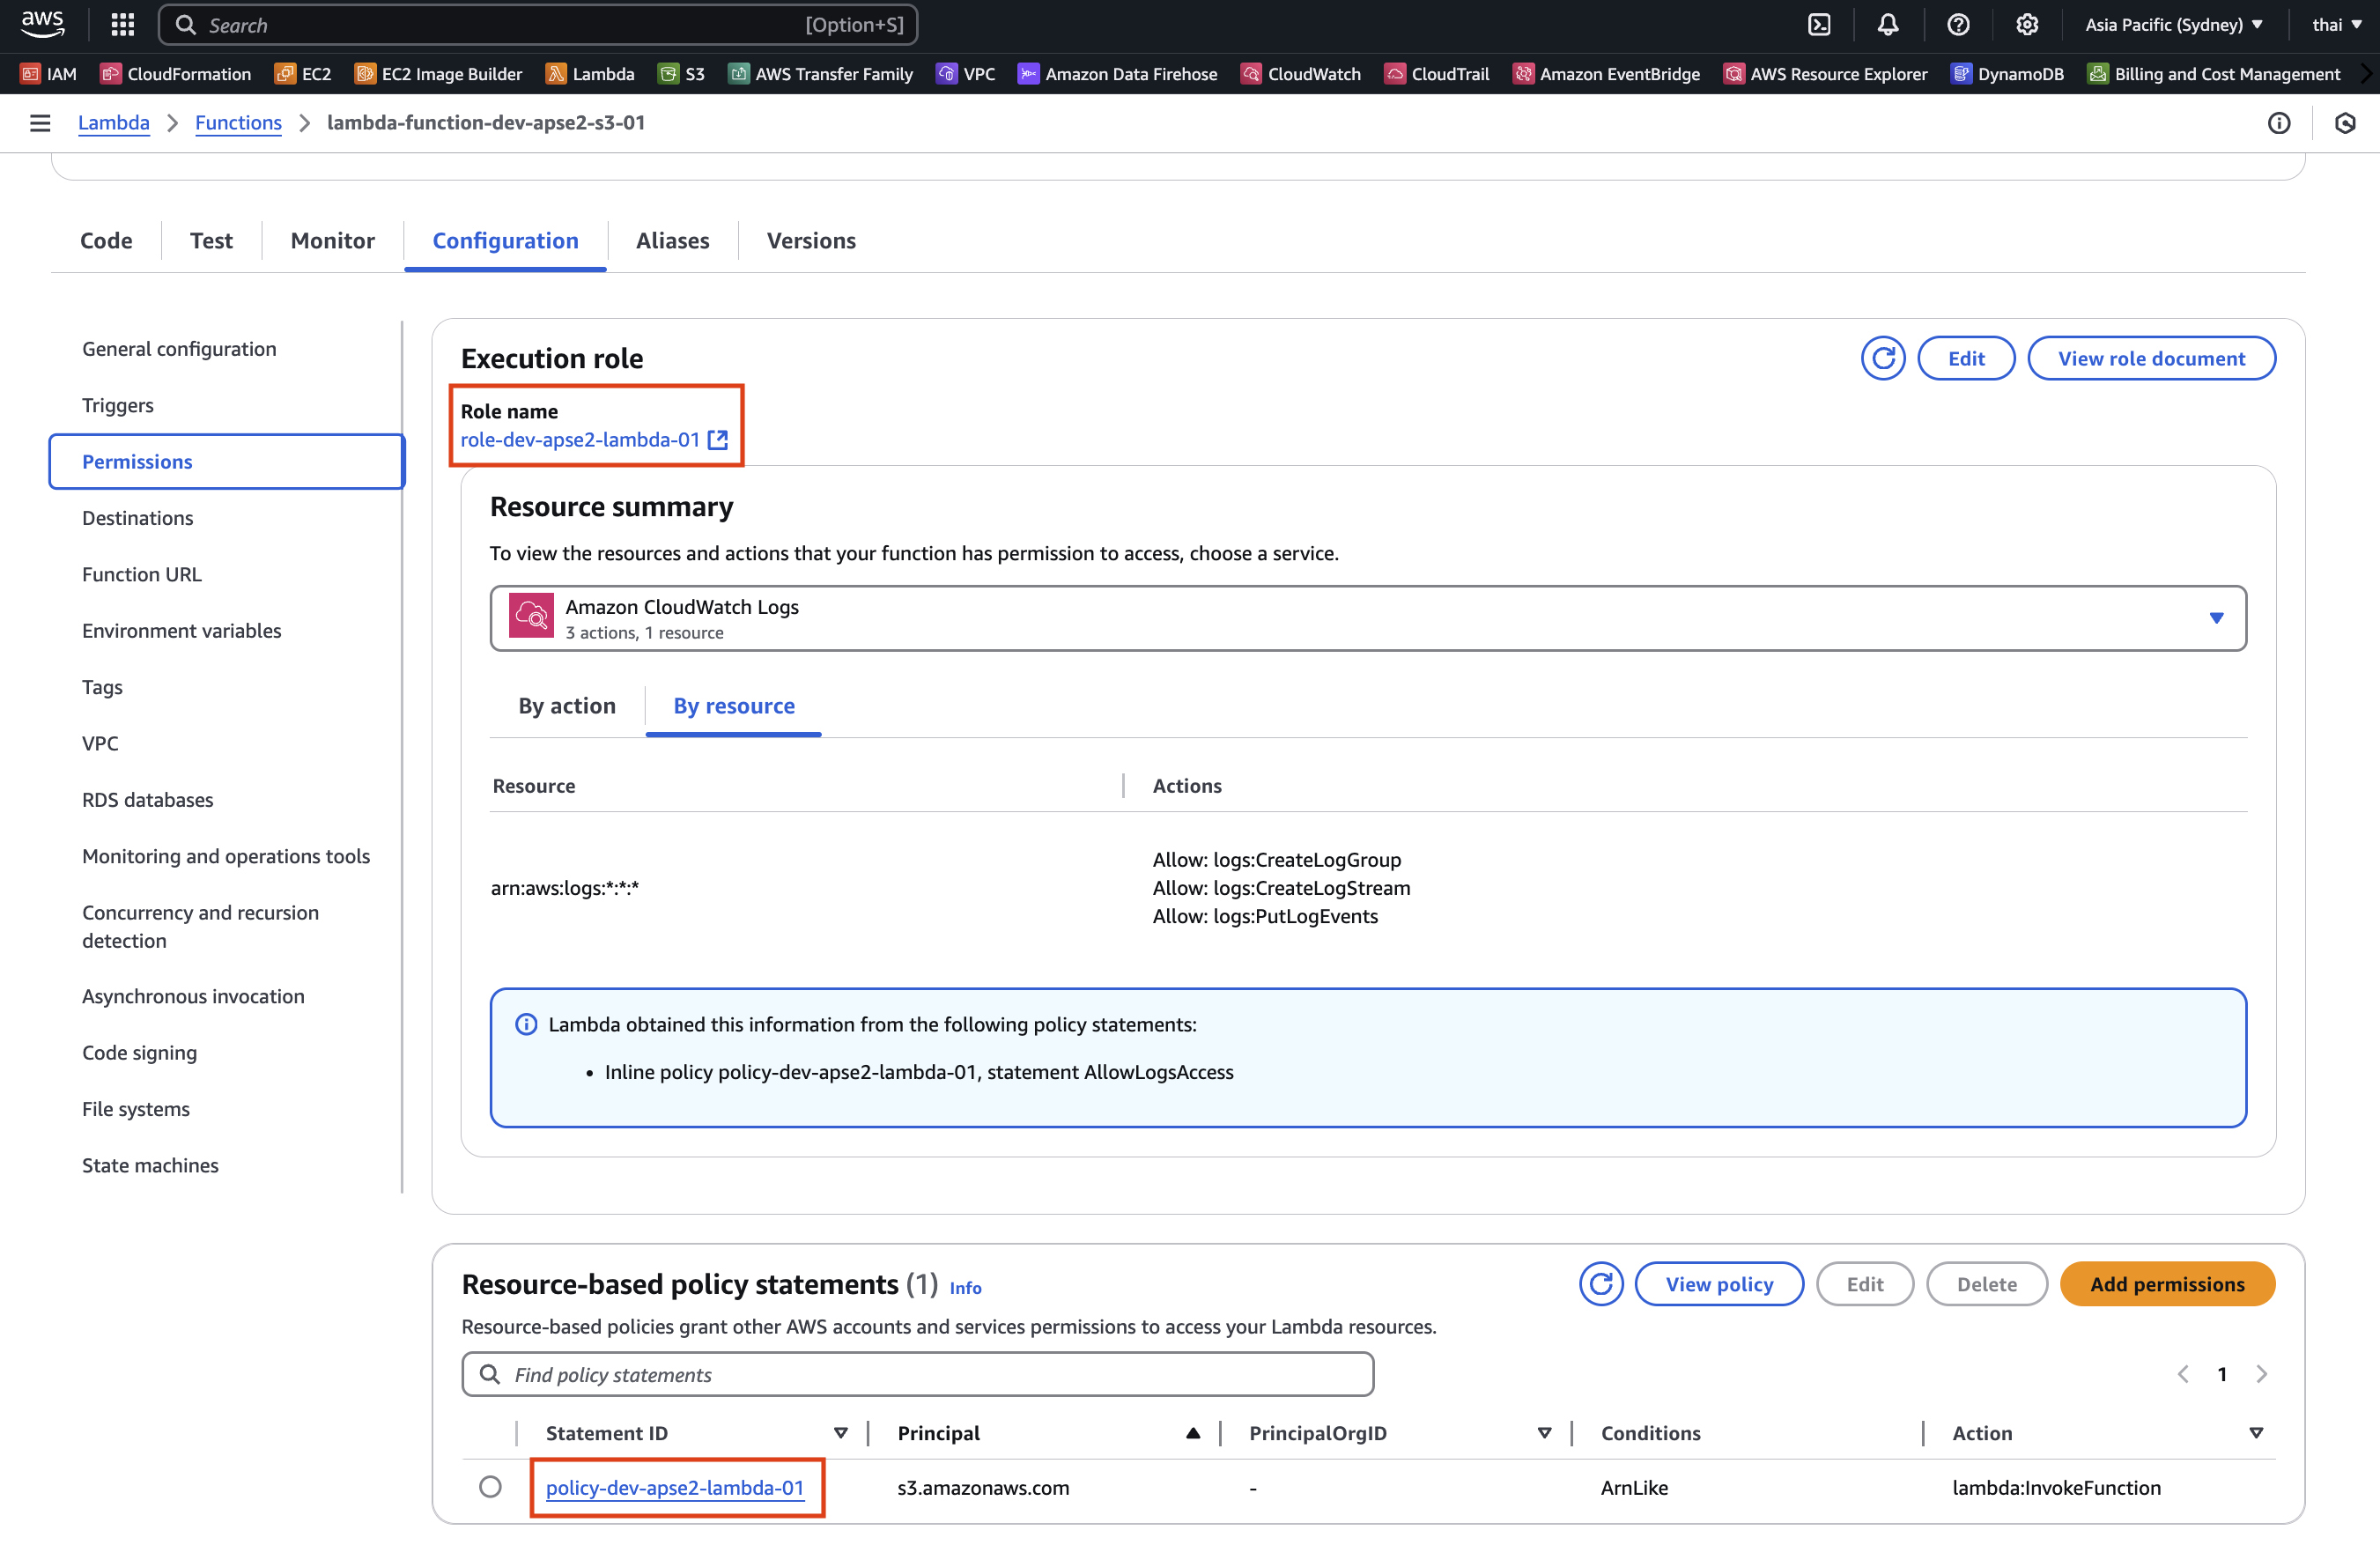 aws
Search [Option+S]
Asia Pacific (Sydney) thai
IAM CloudFormation EC2 EC2 Image Builder Lambda S3 AWS Transfer Family VPC Amazon Data Firehose CloudWatch CloudTrail Amazon EventBridge AWS Resource Explorer DynamoDB Billing and Cost Management
Lambda Functions lambda-function-dev-apse2-s3-01
Code Test Monitor Configuration Aliases Versions
General configuration
Triggers
Permissions
Destinations
Function URL
Environment variables
Tags
VPC
RDS databases
Monitoring and operations tools
Concurrency and recursion
detection
Asynchronous invocation
Code signing
File systems
State machines
Execution role
Edit View role document
Role name
role-dev-apse2-lambda-01
Resource summary
To view the resources and actions that your function has permission to access, choose a service.
Amazon CloudWatch Logs
3 actions, 1 resource
By action By resource
Resource Actions
arn:aws:logs:*:*:*
Allow: logs:CreateLogGroup
Allow: logs:CreateLogStream
Allow: logs:PutLogEvents
Lambda obtained this information from the following policy statements:
• Inline policy policy-dev-apse2-lambda-01, statement AllowLogsAccess
Resource-based policy statements (1) Info
View policy Edit Delete Add permissions
Resource-based policies grant other AWS accounts and services permissions to access your Lambda resources.
Find policy statements
1
Statement ID Principal PrincipalOrgID Conditions Action
policy-dev-apse2-lambda-01 s3.amazonaws.com - ArnLike lambda:InvokeFunction